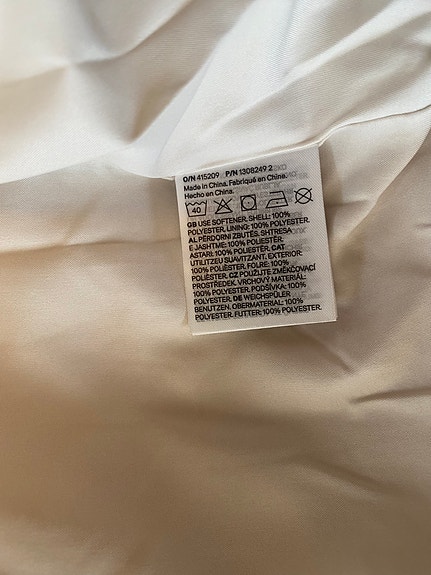 O/N 415209 P/N 1308249 2
Made in China. Fabriqué en Chine.
Hecho en China.
40
GB USE SOFTENER, SHELL: 100%
POLYESTER, LINING: 100% POLYESTER.
AL PËRDORNI ZBUTËS, SHTRESA
E JASHTME: 100% POLIESTËR.
ASTARI: 100% POLIESTËR. CAT
UTILITZEU SUAVITZANT, EXTERIOR:
100% POLIÈSTER. FOLRE: 100%
POLIÈSTER. CZ POUŽIJTE ZMĚKČOVACÍ
PROSTŘEDEK, VRCHOVÝ MATERIÁL:
100% POLYESTER. PODŠÍVKA: 100%
POLYESTER. DE WEICHSPÜLER
BENUTZEN, OBERMATERIAL: 100%
POLYESTER. FUTTER: 100% POLYESTER.